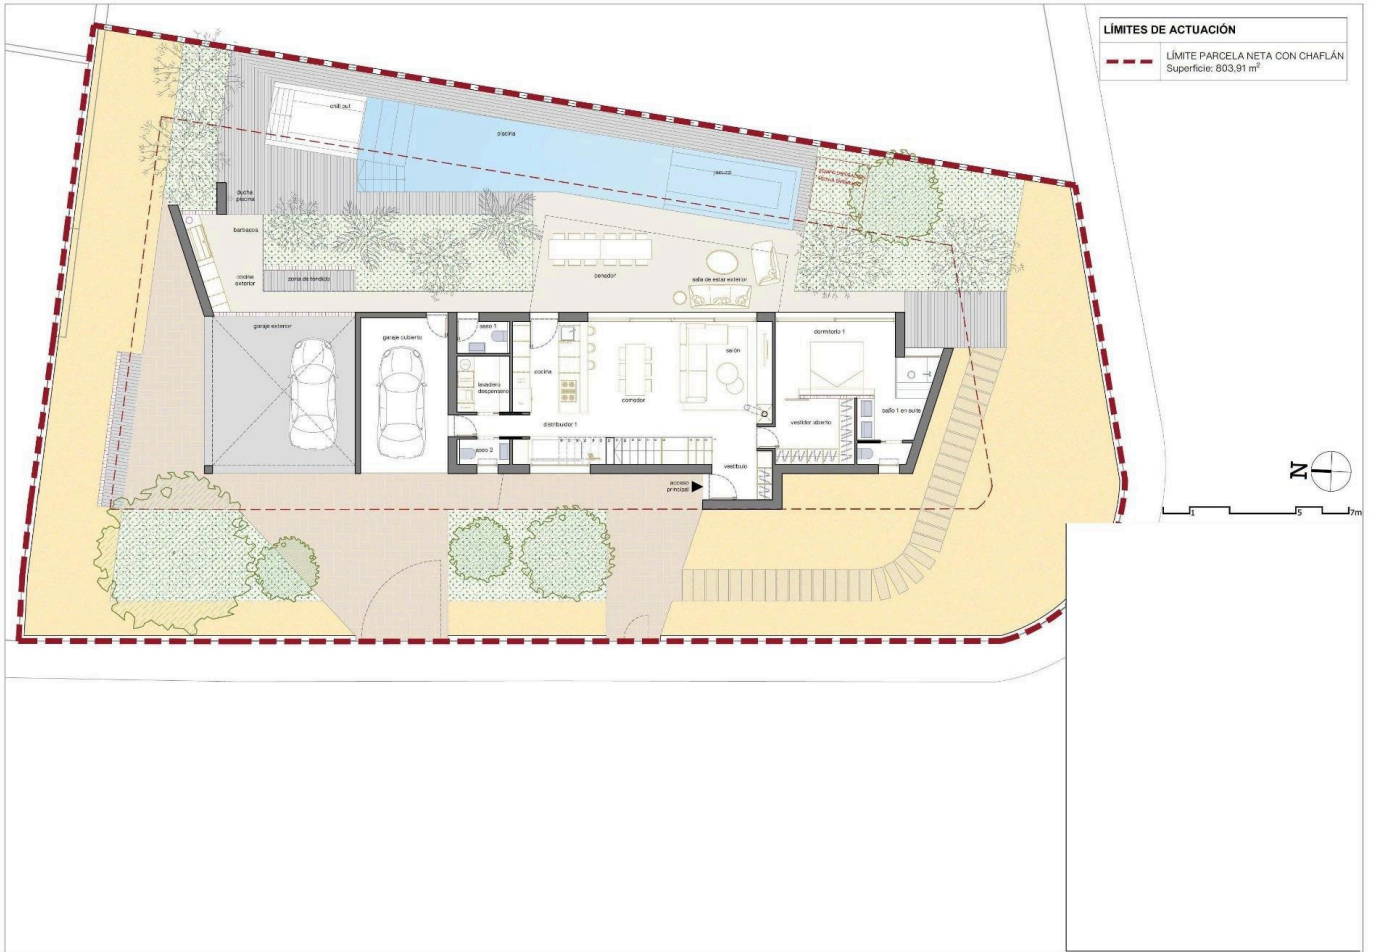 LÍMITES DE ACTUACIÓN
LÍMITE PARCELA NETA CON CHAFLÁN
Superficie: 803,91 m²
chill out
piscina
jacuzzi
ducha
piscina
barbacoa
cocina
exterior
zona de tendido
cenador
sala de estar exterior
garaje exterior
garaje cubierto
aseo 1
cocina
salón
dormitorio 1
lavadero
despensero
comedor
baño 1 en suite
distribuidor 1
vestidor abierto
aseo 2
vestíbulo
acceso
principal
N
1
5
7m